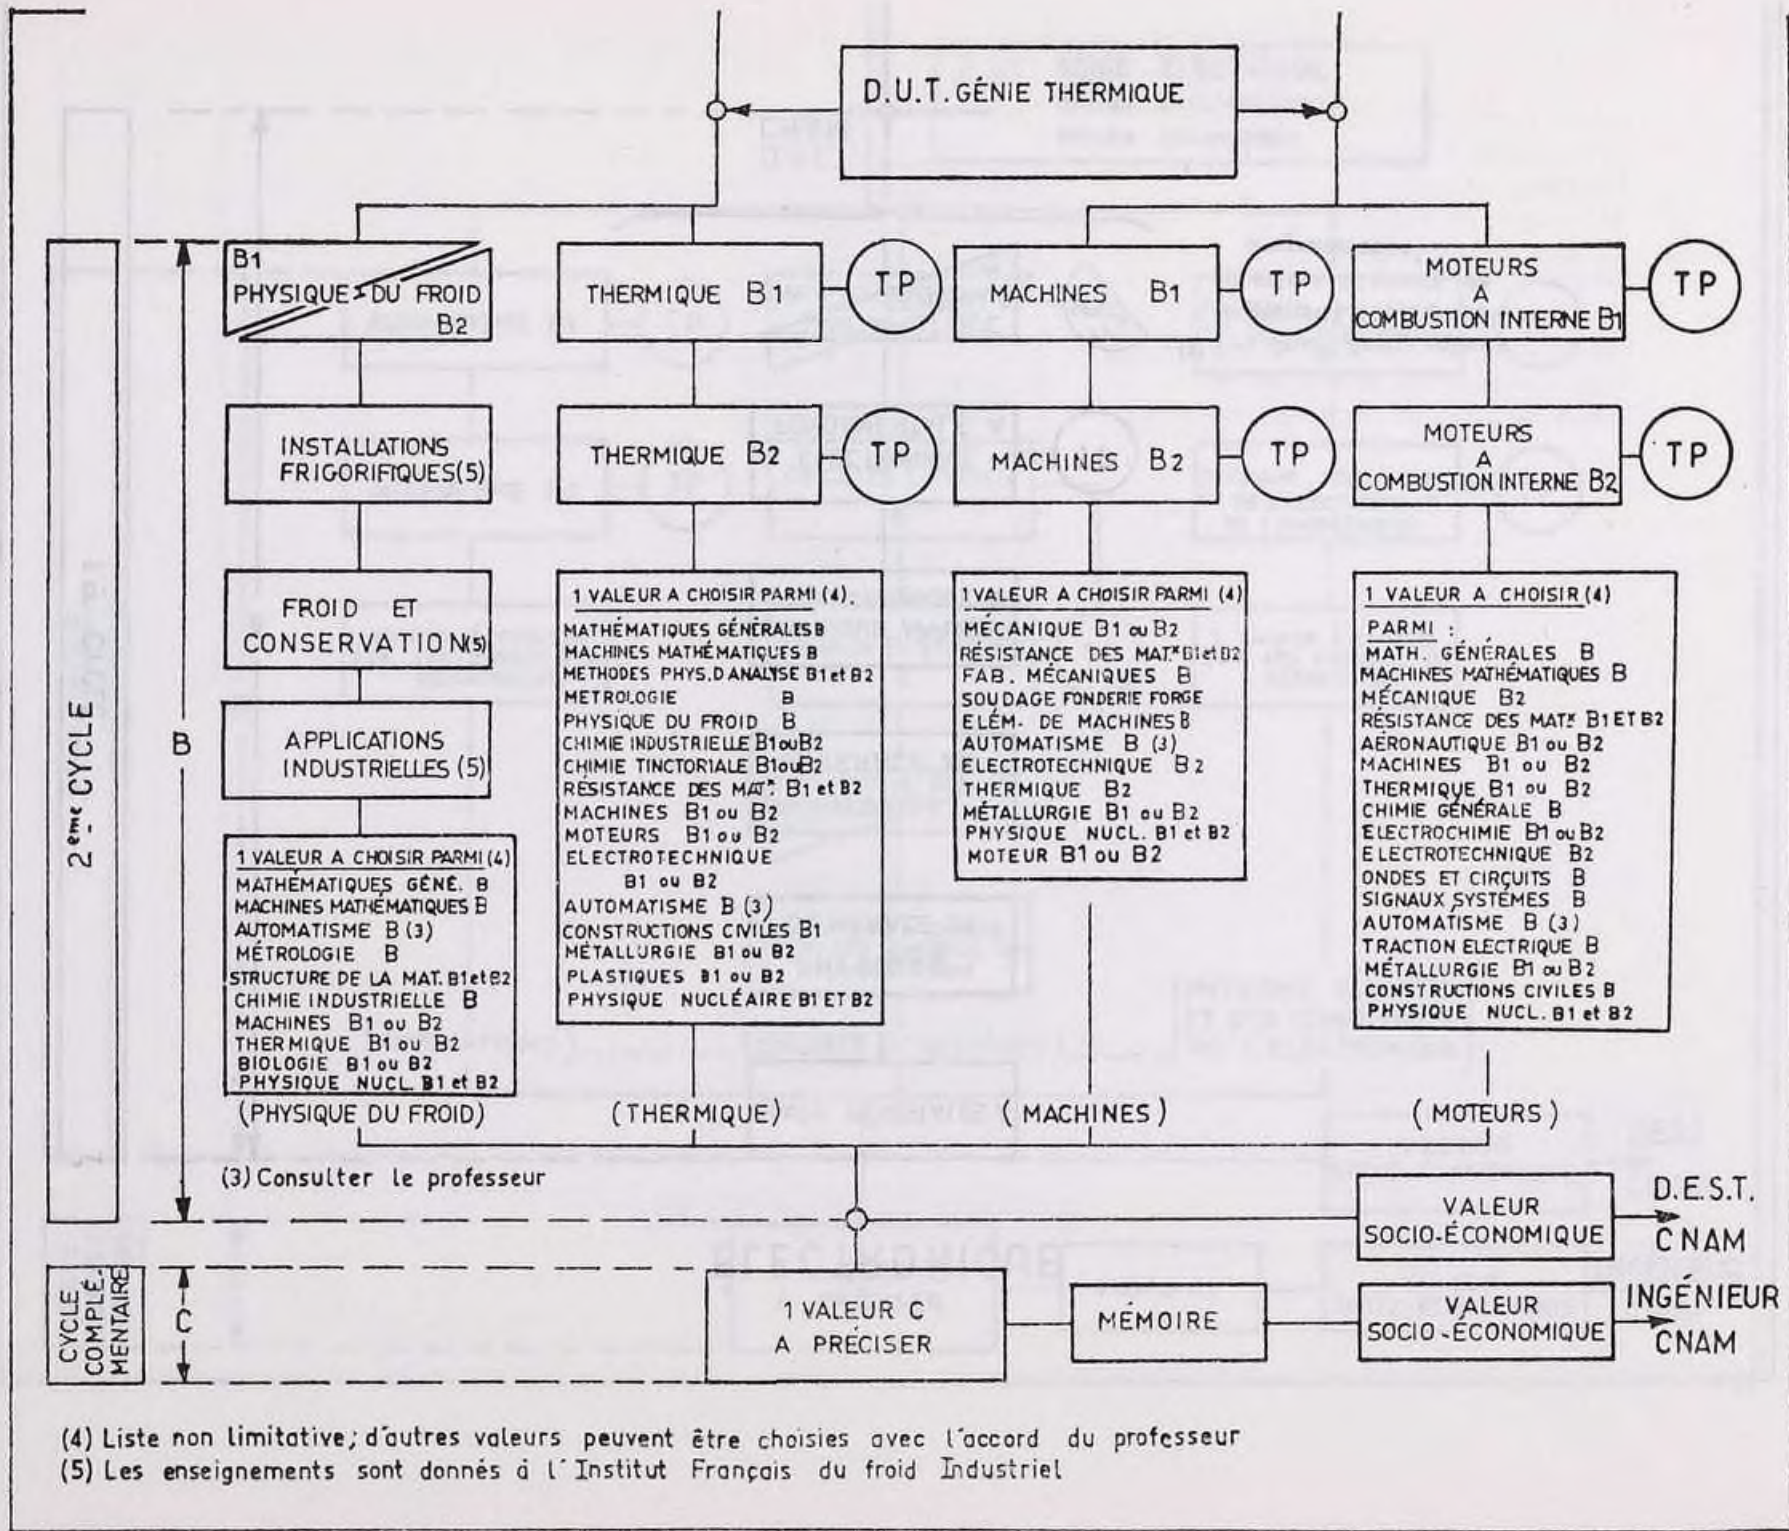 D.U.T. GÉNIE THERMIQUE
2ème CYCLE
B
B1
PHYSIQUE DU FROID
B2
THERMIQUE B1
TP
MACHINES B1
TP
MOTEURS
A
COMBUSTION INTERNE B1
TP
INSTALLATIONS
FRIGORIFIQUES(5)
THERMIQUE B2
TP
MACHINES B2
TP
MOTEURS
A
COMBUSTION INTERNE B2
TP
FROID ET
CONSERVATION(5)
APPLICATIONS
INDUSTRIELLES (5)
1 VALEUR A CHOISIR PARMI (4)
MATHÉMATIQUES GÉNÉ. B
MACHINES MATHÉMATIQUES B
AUTOMATISME B (3)
MÉTROLOGIE B
STRUCTURE DE LA MAT. B1 et B2
CHIMIE INDUSTRIELLE B
MACHINES B1 ou B2
THERMIQUE B1 ou B2
BIOLOGIE B1 ou B2
PHYSIQUE NUCL. B1 et B2
(PHYSIQUE DU FROID)
1 VALEUR A CHOISIR PARMI (4).
MATHÉMATIQUES GÉNÉRALES B
MACHINES MATHÉMATIQUES B
METHODES PHYS. D'ANALYSE B1 et B2
METROLOGIE B
PHYSIQUE DU FROID B
CHIMIE INDUSTRIELLE B1 ou B2
CHIMIE TINCTORIALE B1 ou B2
RÉSISTANCE DES MATx B1 et B2
MACHINES B1 ou B2
MOTEURS B1 ou B2
ELECTROTECHNIQUE
B1 ou B2
AUTOMATISME B (3)
CONSTRUCTIONS CIVILES B1
MÉTALLURGIE B1 ou B2
PLASTIQUES B1 ou B2
PHYSIQUE NUCLÉAIRE B1 ET B2
(THERMIQUE)
1 VALEUR A CHOISIR PARMI (4)
MÉCANIQUE B1 ou B2
RÉSISTANCE DES MAT.x B1 et B2
FAB. MÉCANIQUES B
SOUDAGE FONDERIE FORGE
ELÉM. DE MACHINES B
AUTOMATISME B (3)
ELECTROTECHNIQUE B2
THERMIQUE B2
MÉTALLURGIE B1 ou B2
PHYSIQUE NUCL. B1 et B2
MOTEUR B1 ou B2
(MACHINES)
1 VALEUR A CHOISIR (4)
PARMI :
MATH. GÉNÉRALES B
MACHINES MATHÉMATIQUES B
MÉCANIQUE B2
RÉSISTANCE DES MATx B1 ET B2
AÉRONAUTIQUE B1 ou B2
MACHINES B1 ou B2
THERMIQUE B1 ou B2
CHIMIE GÉNÉRALE B
ELECTROCHIMIE B1 ou B2
ELECTROTECHNIQUE B2
ONDES ET CIRCUITS B
SIGNAUX SYSTÈMES B
AUTOMATISME B (3)
TRACTION ELECTRIQUE B
MÉTALLURGIE B1 ou B2
CONSTRUCTIONS CIVILES B
PHYSIQUE NUCL. B1 et B2
(MOTEURS)
(3) Consulter le professeur
VALEUR
SOCIO-ÉCONOMIQUE
D.E.S.T.
CNAM
CYCLE
COMPLÉ-
MENTAIRE
C
1 VALEUR C
A PRÉCISER
MÉMOIRE
VALEUR
SOCIO-ÉCONOMIQUE
INGÉNIEUR
CNAM
(4) Liste non limitative; d'autres valeurs peuvent être choisies avec l'accord du professeur
(5) Les enseignements sont donnés à l'Institut Français du froid Industriel